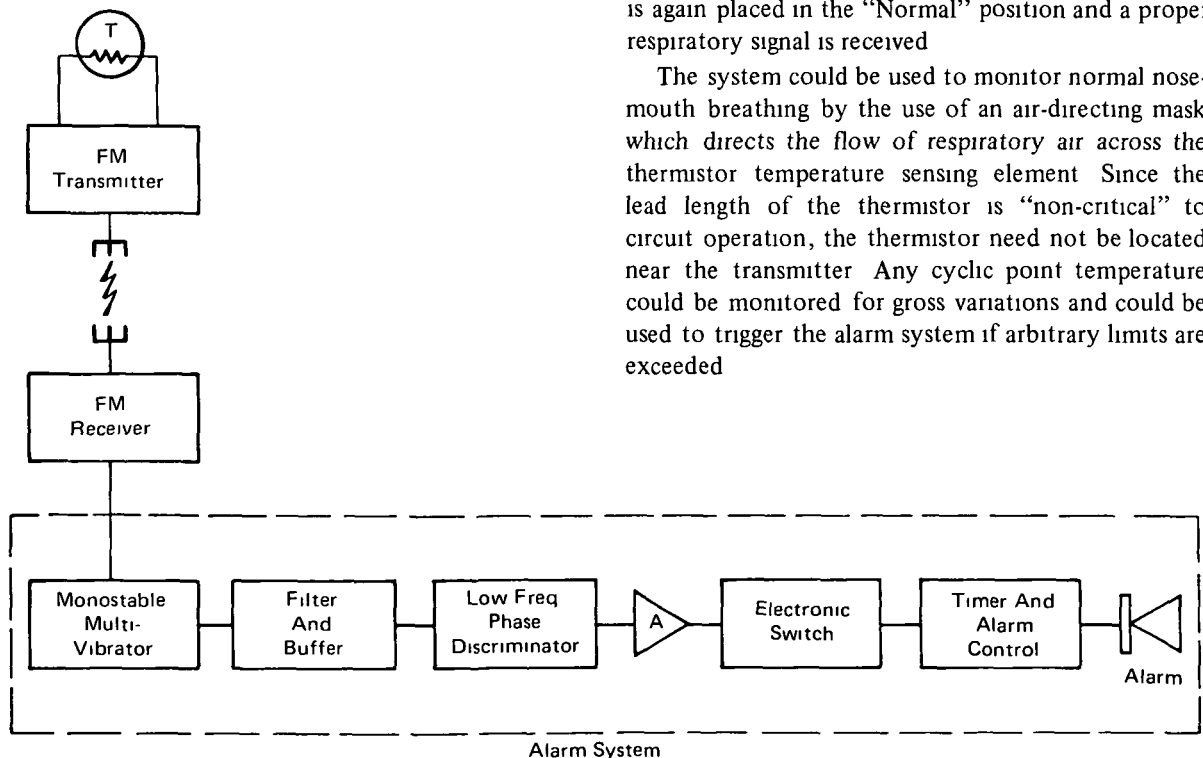 is again placed in the “Normal” position and a proper
respiratory signal is received
The system could be used to monitor normal nose-
mouth breathing by the use of an air-directing mask
which directs the flow of respiratory air across the
thermistor temperature sensing element Since the
lead length of the thermistor is “non-critical” to
circuit operation, the thermistor need not be located
near the transmitter Any cyclic point temperature
could be monitored for gross variations and could be
used to trigger the alarm system if arbitrary limits are
exceeded
T
FM
Transmitter
FM
Receiver
Monostable
Multi-
Vibrator
Filter
And
Buffer
Low Freq
Phase
Discriminator
A
Electronic
Switch
Timer And
Alarm
Control
Alarm
Alarm System